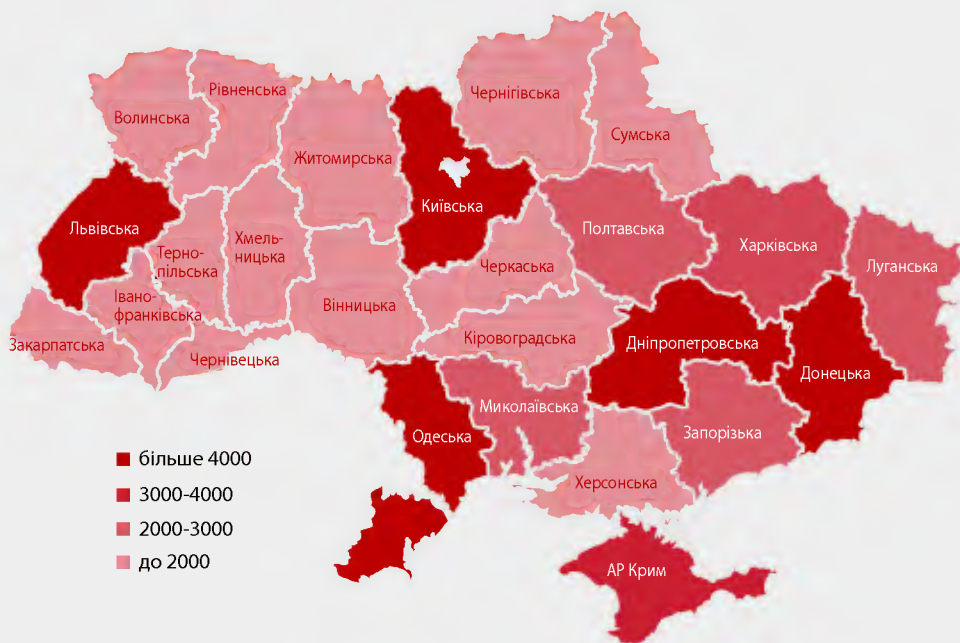 Чернігівська
Рівненська
Волинська
Сумська
Житомирська
Київська
Львівська
Полтавська
Хмель-
ницька
Харківська
Терно-
пільська
Черкаська
Луганська
Івано-
франківська
Вінницька
Кіровоградська
Дніпропетровська
Закарпатська
Чернівецька
Донецька
Миколаївська
Одеська
Запорізька
Херсонська
більше 4000
3000-4000
2000-3000
до 2000
АР Крим